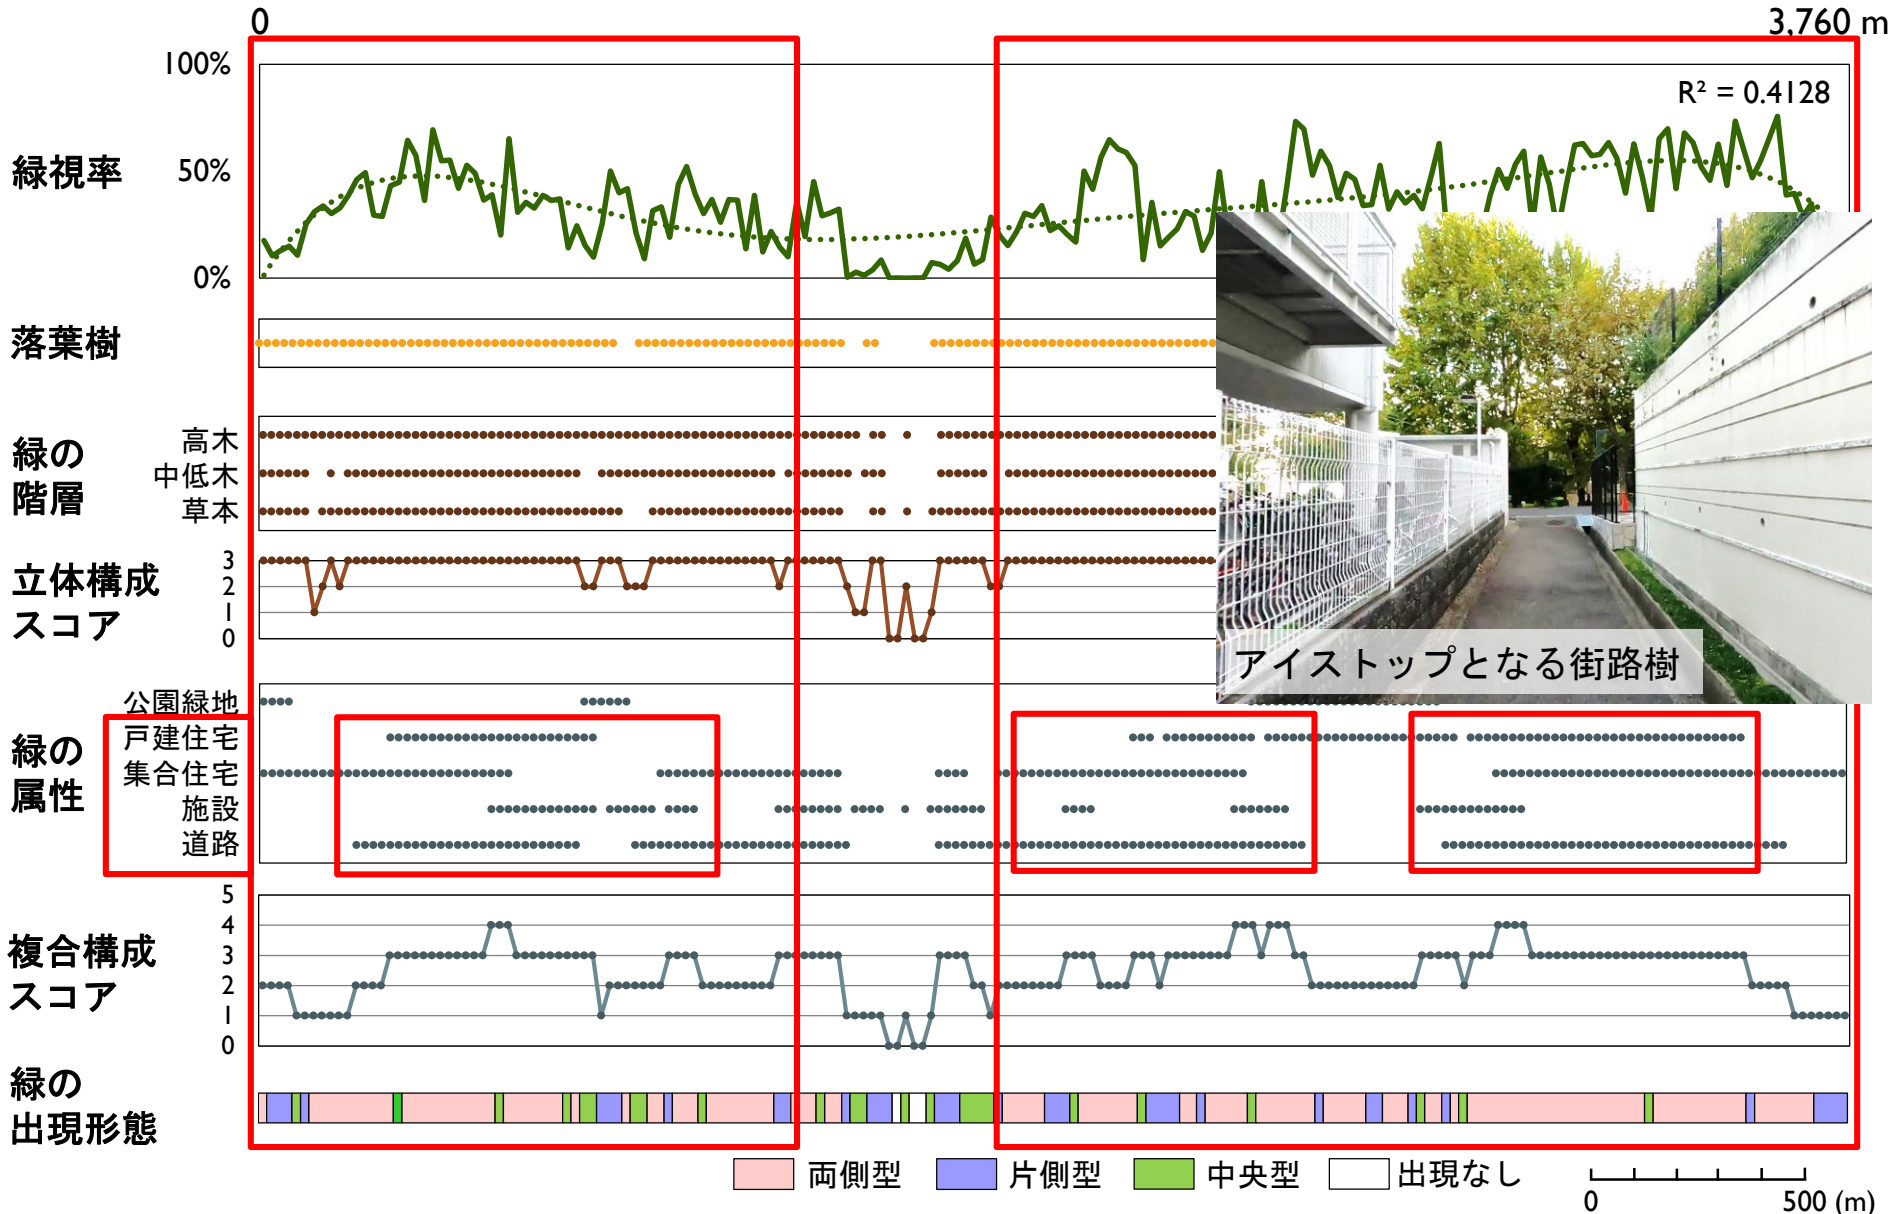 0 3,760 m
100%
R² = 0.4128
緑視率 50%
0%
落葉樹
緑の
階層
高木
中低木
草本
立体構成
スコア
3
2
1
0
アイストップとなる街路樹
緑の
属性
公園緑地
戸建住宅
集合住宅
施設
道路
複合構成
スコア
5
4
3
2
1
0
緑の
出現形態
両側型 片側型 中央型 出現なし
0 500 (m)